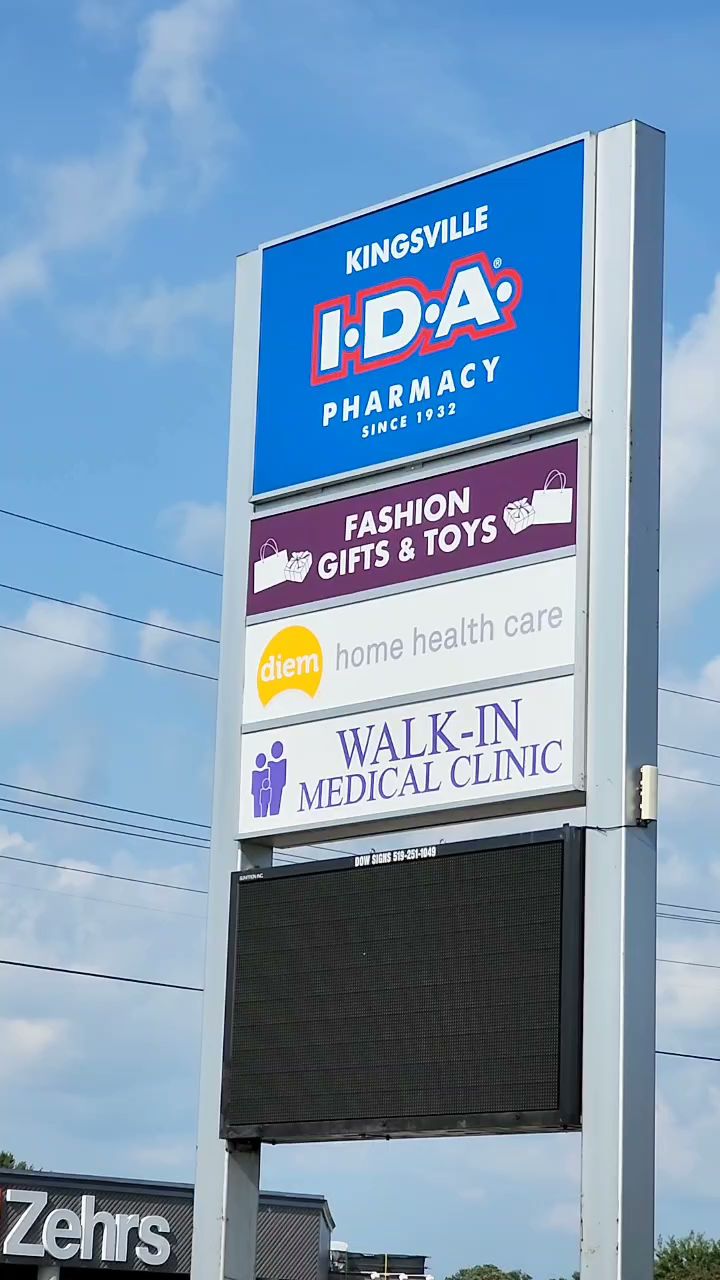 KINGSVILLE
I·D·A·®
PHARMACY
SINCE 1932
FASHION
GIFTS & TOYS
diem home health care
WALK-IN
MEDICAL CLINIC
DOW SIGNS 519-251-1049
Zehrs